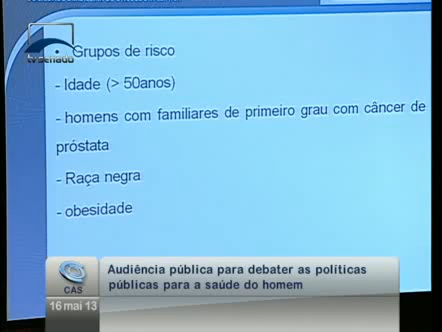 tv senado
Grupos de risco
- Idade (> 50anos)
- homens com familiares de primeiro grau com câncer de
próstata
- Raça negra
- obesidade
CAS
16 mai 13
Audiência pública para debater as políticas
públicas para a saúde do homem